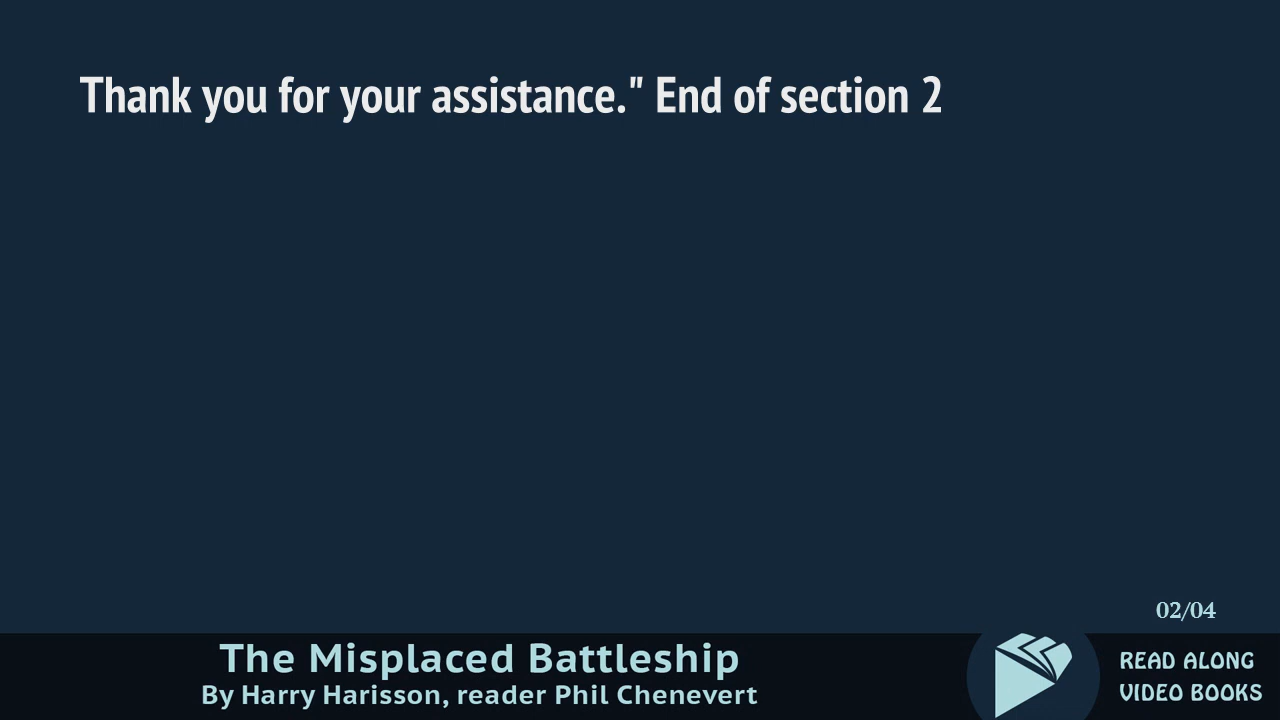 Thank you for your assistance." End of section 2
02/04
The Misplaced Battleship
By Harry Harisson, reader Phil Chenevert
READ ALONG
VIDEO BOOKS